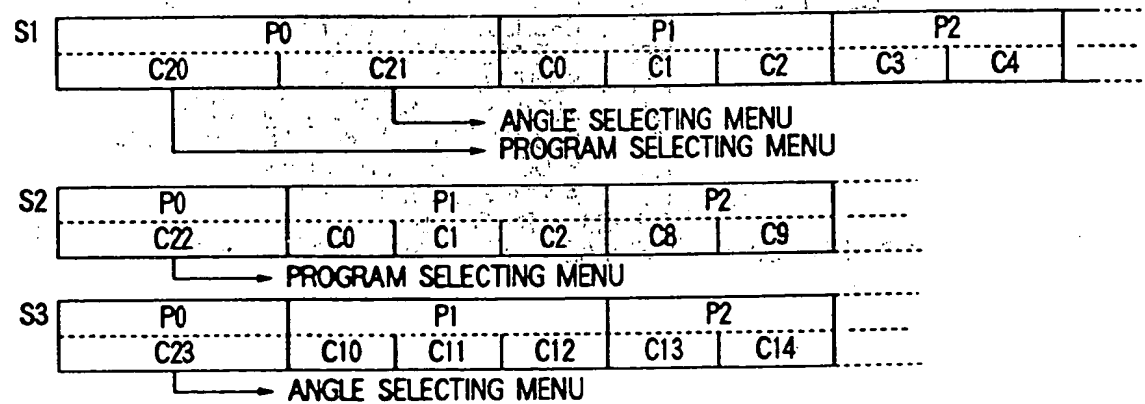 S1 P0 P1 P2
C20 C21 C0 C1 C2 C3 C4
ANGLE SELECTING MENU
PROGRAM SELECTING MENU
S2 P0 P1 P2
C22 C0 C1 C2 C8 C9
PROGRAM SELECTING MENU
S3 P0 P1 P2
C23 C10 C11 C12 C13 C14
ANGLE SELECTING MENU